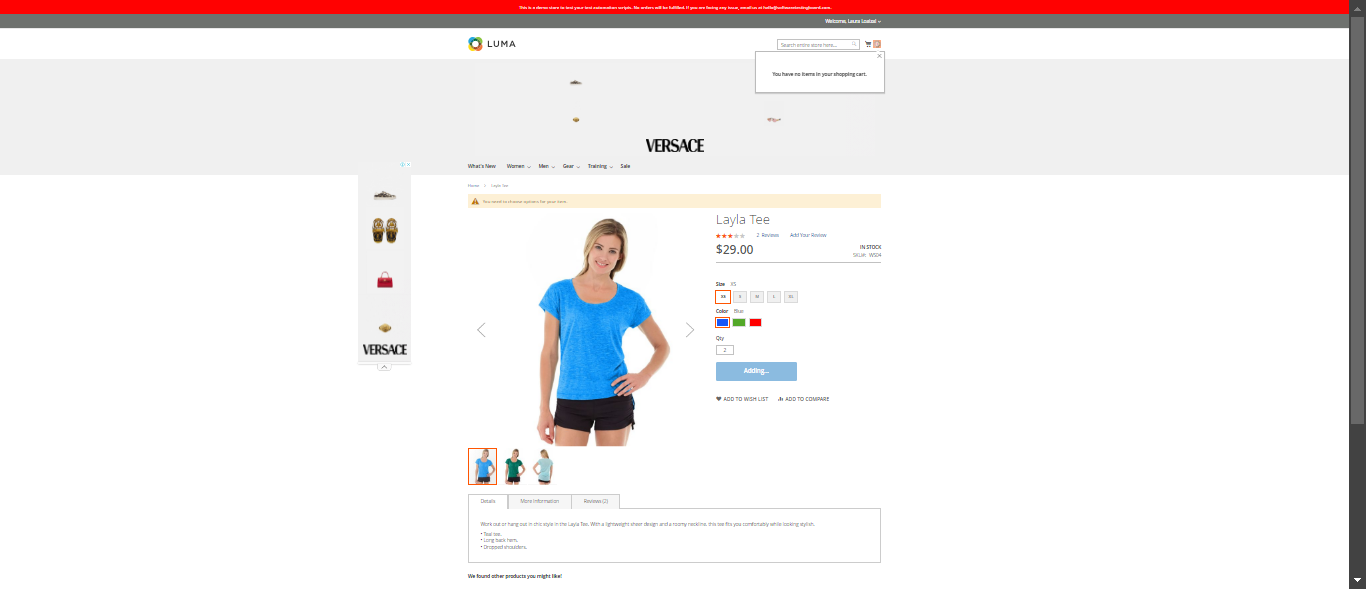 This is a demo store to test your test automation scripts. No orders will be fulfilled. If you are facing any issue, email us at hello@softwaretestingboard.com.
LUMA
Search entire store here...
You have no items in your shopping cart.
VERSACE
What's New Women Men Gear Training Sale
Home Layla Tee
You need to choose options for your item.
Layla Tee
2 Reviews Add Your Review
$29.00
IN STOCK
SKU#: WS04
Size XS
XS S M L XL
Color Blue
Qty
2
Adding...
ADD TO WISH LIST ADD TO COMPARE
VERSACE
Details More Information Reviews (2)
Work out or hang out in chic style in the Layla Tee. With a lightweight sheer design and a roomy neckline, this tee fits you comfortably while looking stylish.
• Teal tee.
• Long back hem.
• Dropped shoulders.
We found other products you might like!